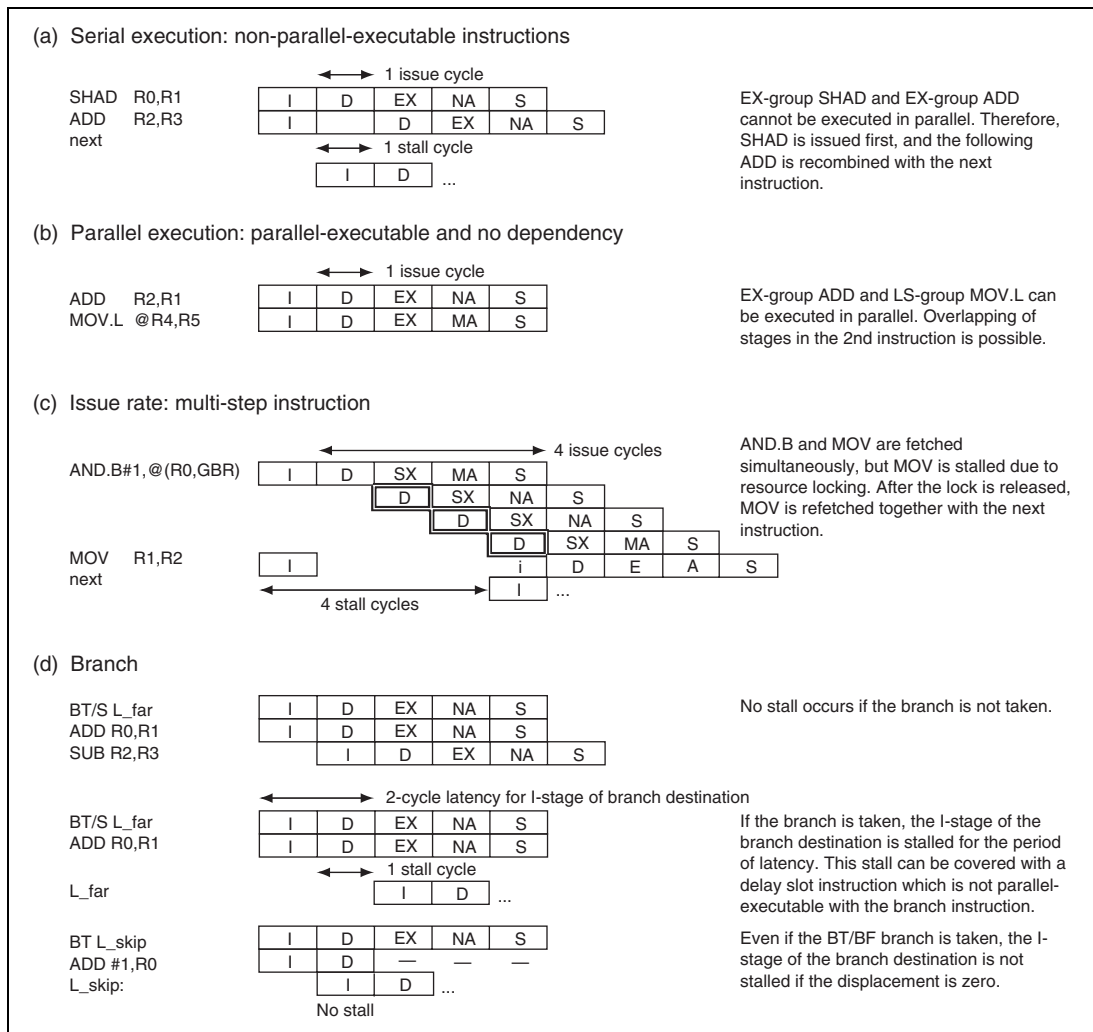 (a) Serial execution: non-parallel-executable instructions
1 issue cycle
SHAD R0,R1 I D EX NA S
ADD R2,R3 I D EX NA S
next
1 stall cycle
I D ...
EX-group SHAD and EX-group ADD
cannot be executed in parallel. Therefore,
SHAD is issued first, and the following
ADD is recombined with the next
instruction.
(b) Parallel execution: parallel-executable and no dependency
1 issue cycle
ADD R2,R1 I D EX NA S
MOV.L @R4,R5 I D EX MA S
EX-group ADD and LS-group MOV.L can
be executed in parallel. Overlapping of
stages in the 2nd instruction is possible.
(c) Issue rate: multi-step instruction
4 issue cycles
AND.B#1,@(R0,GBR) I D SX MA S
D SX NA S
D SX NA S
D SX MA S
MOV R1,R2 I i D E A S
next I ...
4 stall cycles
AND.B and MOV are fetched
simultaneously, but MOV is stalled due to
resource locking. After the lock is released,
MOV is refetched together with the next
instruction.
(d) Branch
BT/S L_far I D EX NA S
ADD R0,R1 I D EX NA S
SUB R2,R3 I D EX NA S
No stall occurs if the branch is not taken.
2-cycle latency for I-stage of branch destination
BT/S L_far I D EX NA S
ADD R0,R1 I D EX NA S
1 stall cycle
L_far I D ...
If the branch is taken, the I-stage of the
branch destination is stalled for the period
of latency. This stall can be covered with a
delay slot instruction which is not parallel-
executable with the branch instruction.
BT L_skip I D EX NA S
ADD #1,R0 I D — — —
L_skip: I D ...
No stall
Even if the BT/BF branch is taken, the I-
stage of the branch destination is not
stalled if the displacement is zero.